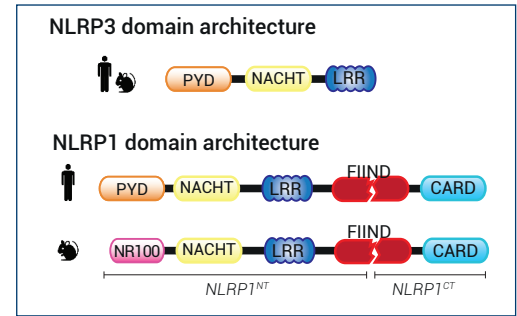 NLRP3 domain architecture
PYD NACHT LRR
NLRP1 domain architecture
FIIND
PYD NACHT LRR CARD
FIIND
NR100 NACHT LRR CARD
NLRP1NT NLRP1CT